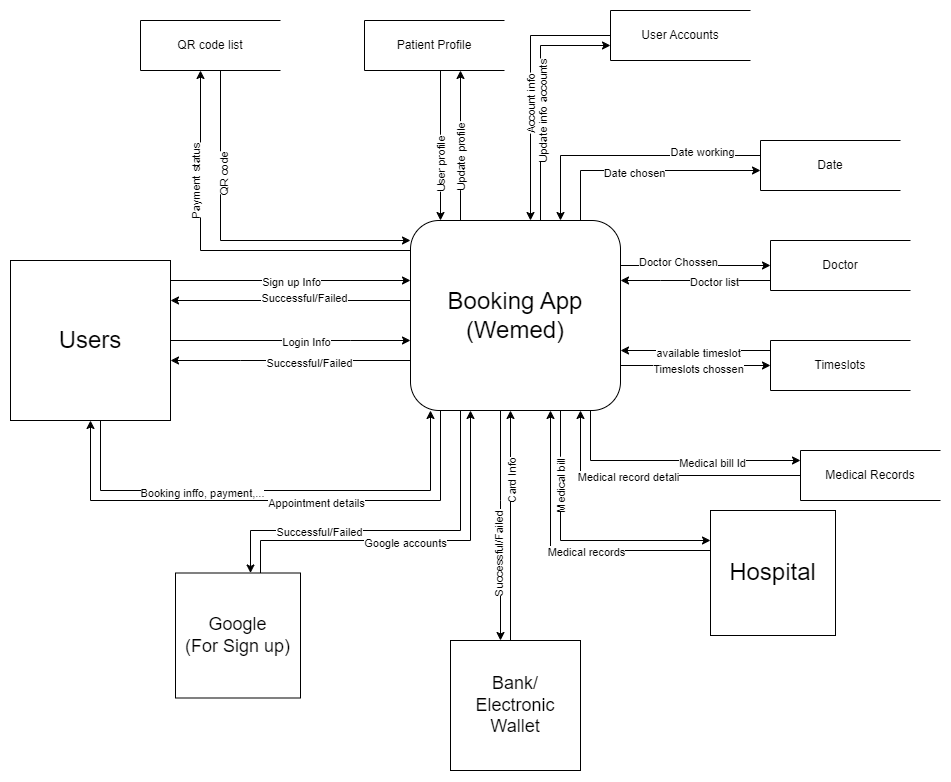 QR code list
Patient Profile
User Accounts
Account info
Update info accounts
Payment status
QR code
User profile
Update profile
Date working
Date chosen
Date
Sign up Info
Successful/Failed
Login Info
Successful/Failed
Users
Booking App
(Wemed)
Doctor Chossen
Doctor list
Doctor
available timeslot
Timeslots chossen
Timeslots
Booking inffo, payment,...
Appointment details
Successful/Failed
Google accounts
Successful/Failed
Card Info
Medical bill
Medical records
Medical bill Id
Medical record detali
Medical Records
Hospital
Google
(For Sign up)
Bank/
Electronic
Wallet